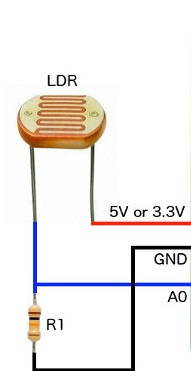 LDR
5V or 3.3V
GND
A0
R1